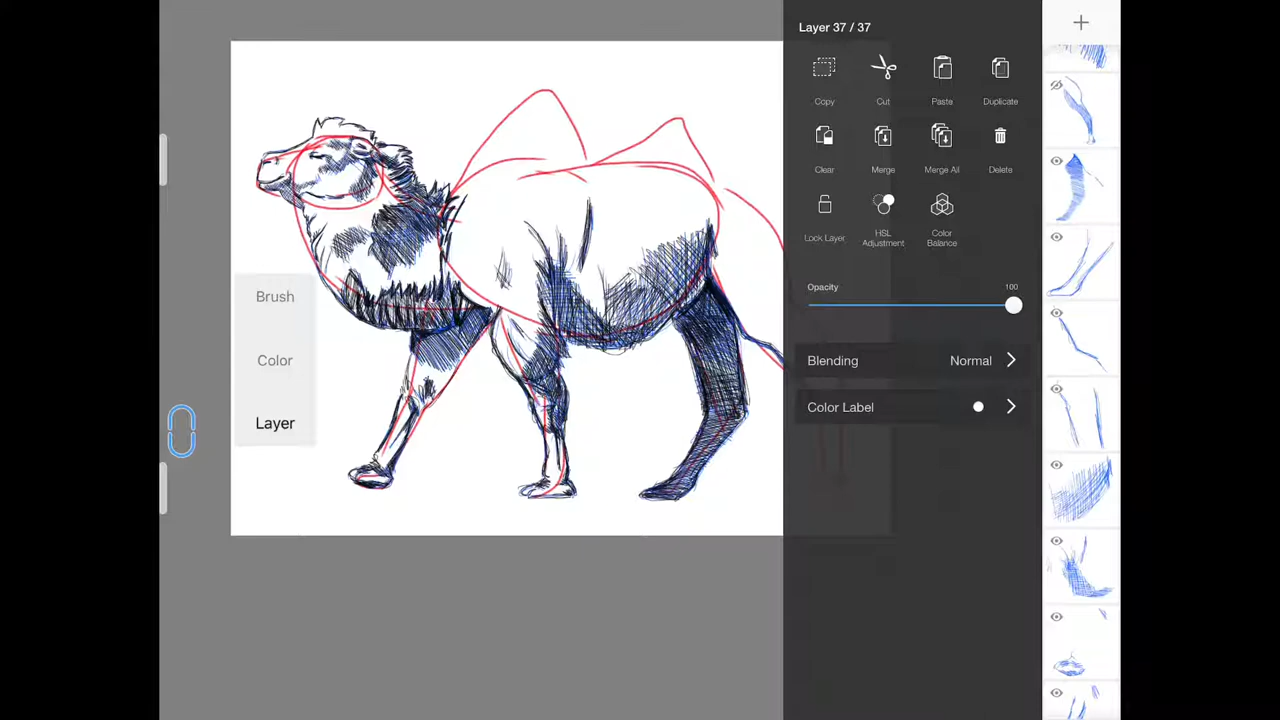 Layer 37 / 37
Copy Cut Paste Duplicate
Clear Merge Merge All Delete
Lock Layer HSL Adjustment Color Balance
Opacity 100
Blending Normal
Color Label
Brush
Color
Layer